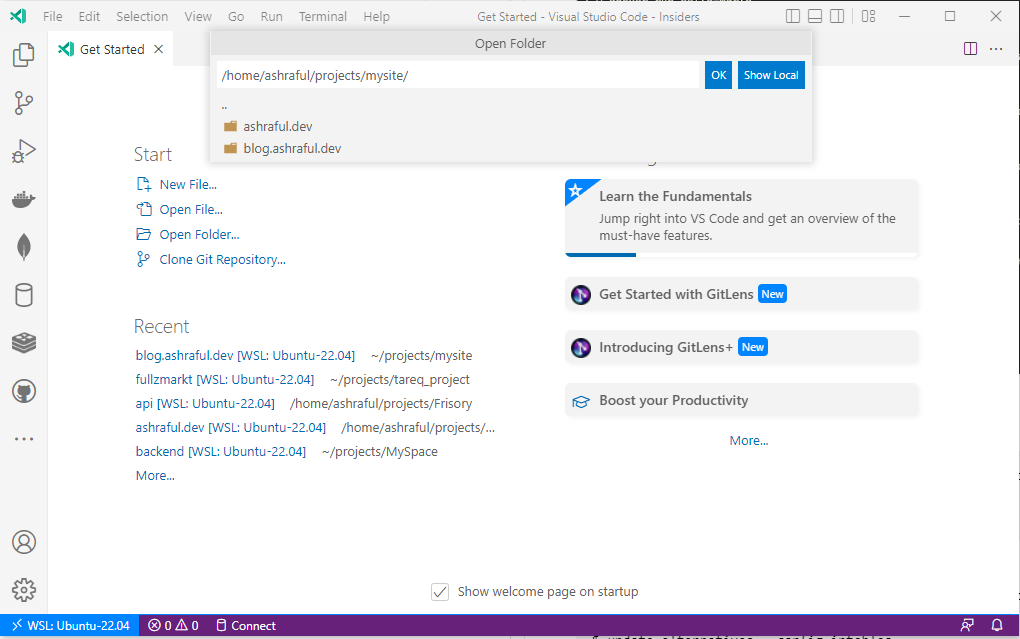 File Edit Selection View Go Run Terminal Help Get Started - Visual Studio Code - Insiders
Get Started
Open Folder
/home/ashraful/projects/mysite/
OK
Show Local
..
ashraful.dev
blog.ashraful.dev
Start
New File...
Open File...
Open Folder...
Clone Git Repository...
Recent
blog.ashraful.dev [WSL: Ubuntu-22.04] ~/projects/mysite
fullzmarkt [WSL: Ubuntu-22.04] ~/projects/tareq_project
api [WSL: Ubuntu-22.04] /home/ashraful/projects/Frisory
ashraful.dev [WSL: Ubuntu-22.04] /home/ashraful/projects/...
backend [WSL: Ubuntu-22.04] ~/projects/MySpace
More...
Learn the Fundamentals
Jump right into VS Code and get an overview of the
must-have features.
Get Started with GitLens New
Introducing GitLens+ New
Boost your Productivity
More...
Show welcome page on startup
WSL: Ubuntu-22.04 0 0 Connect